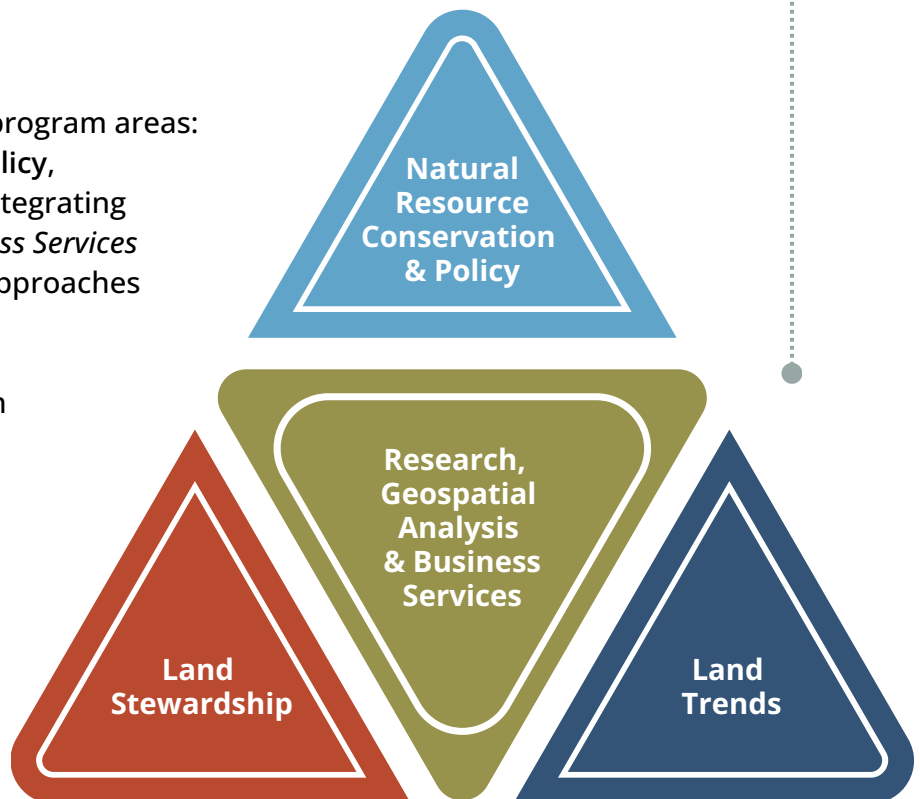 program areas:
licy,
tegrating
ss Services
pproaches
Natural
Resource
Conservation
& Policy
Research,
Geospatial
Analysis
& Business
Services
Land
Stewardship
Land
Trends